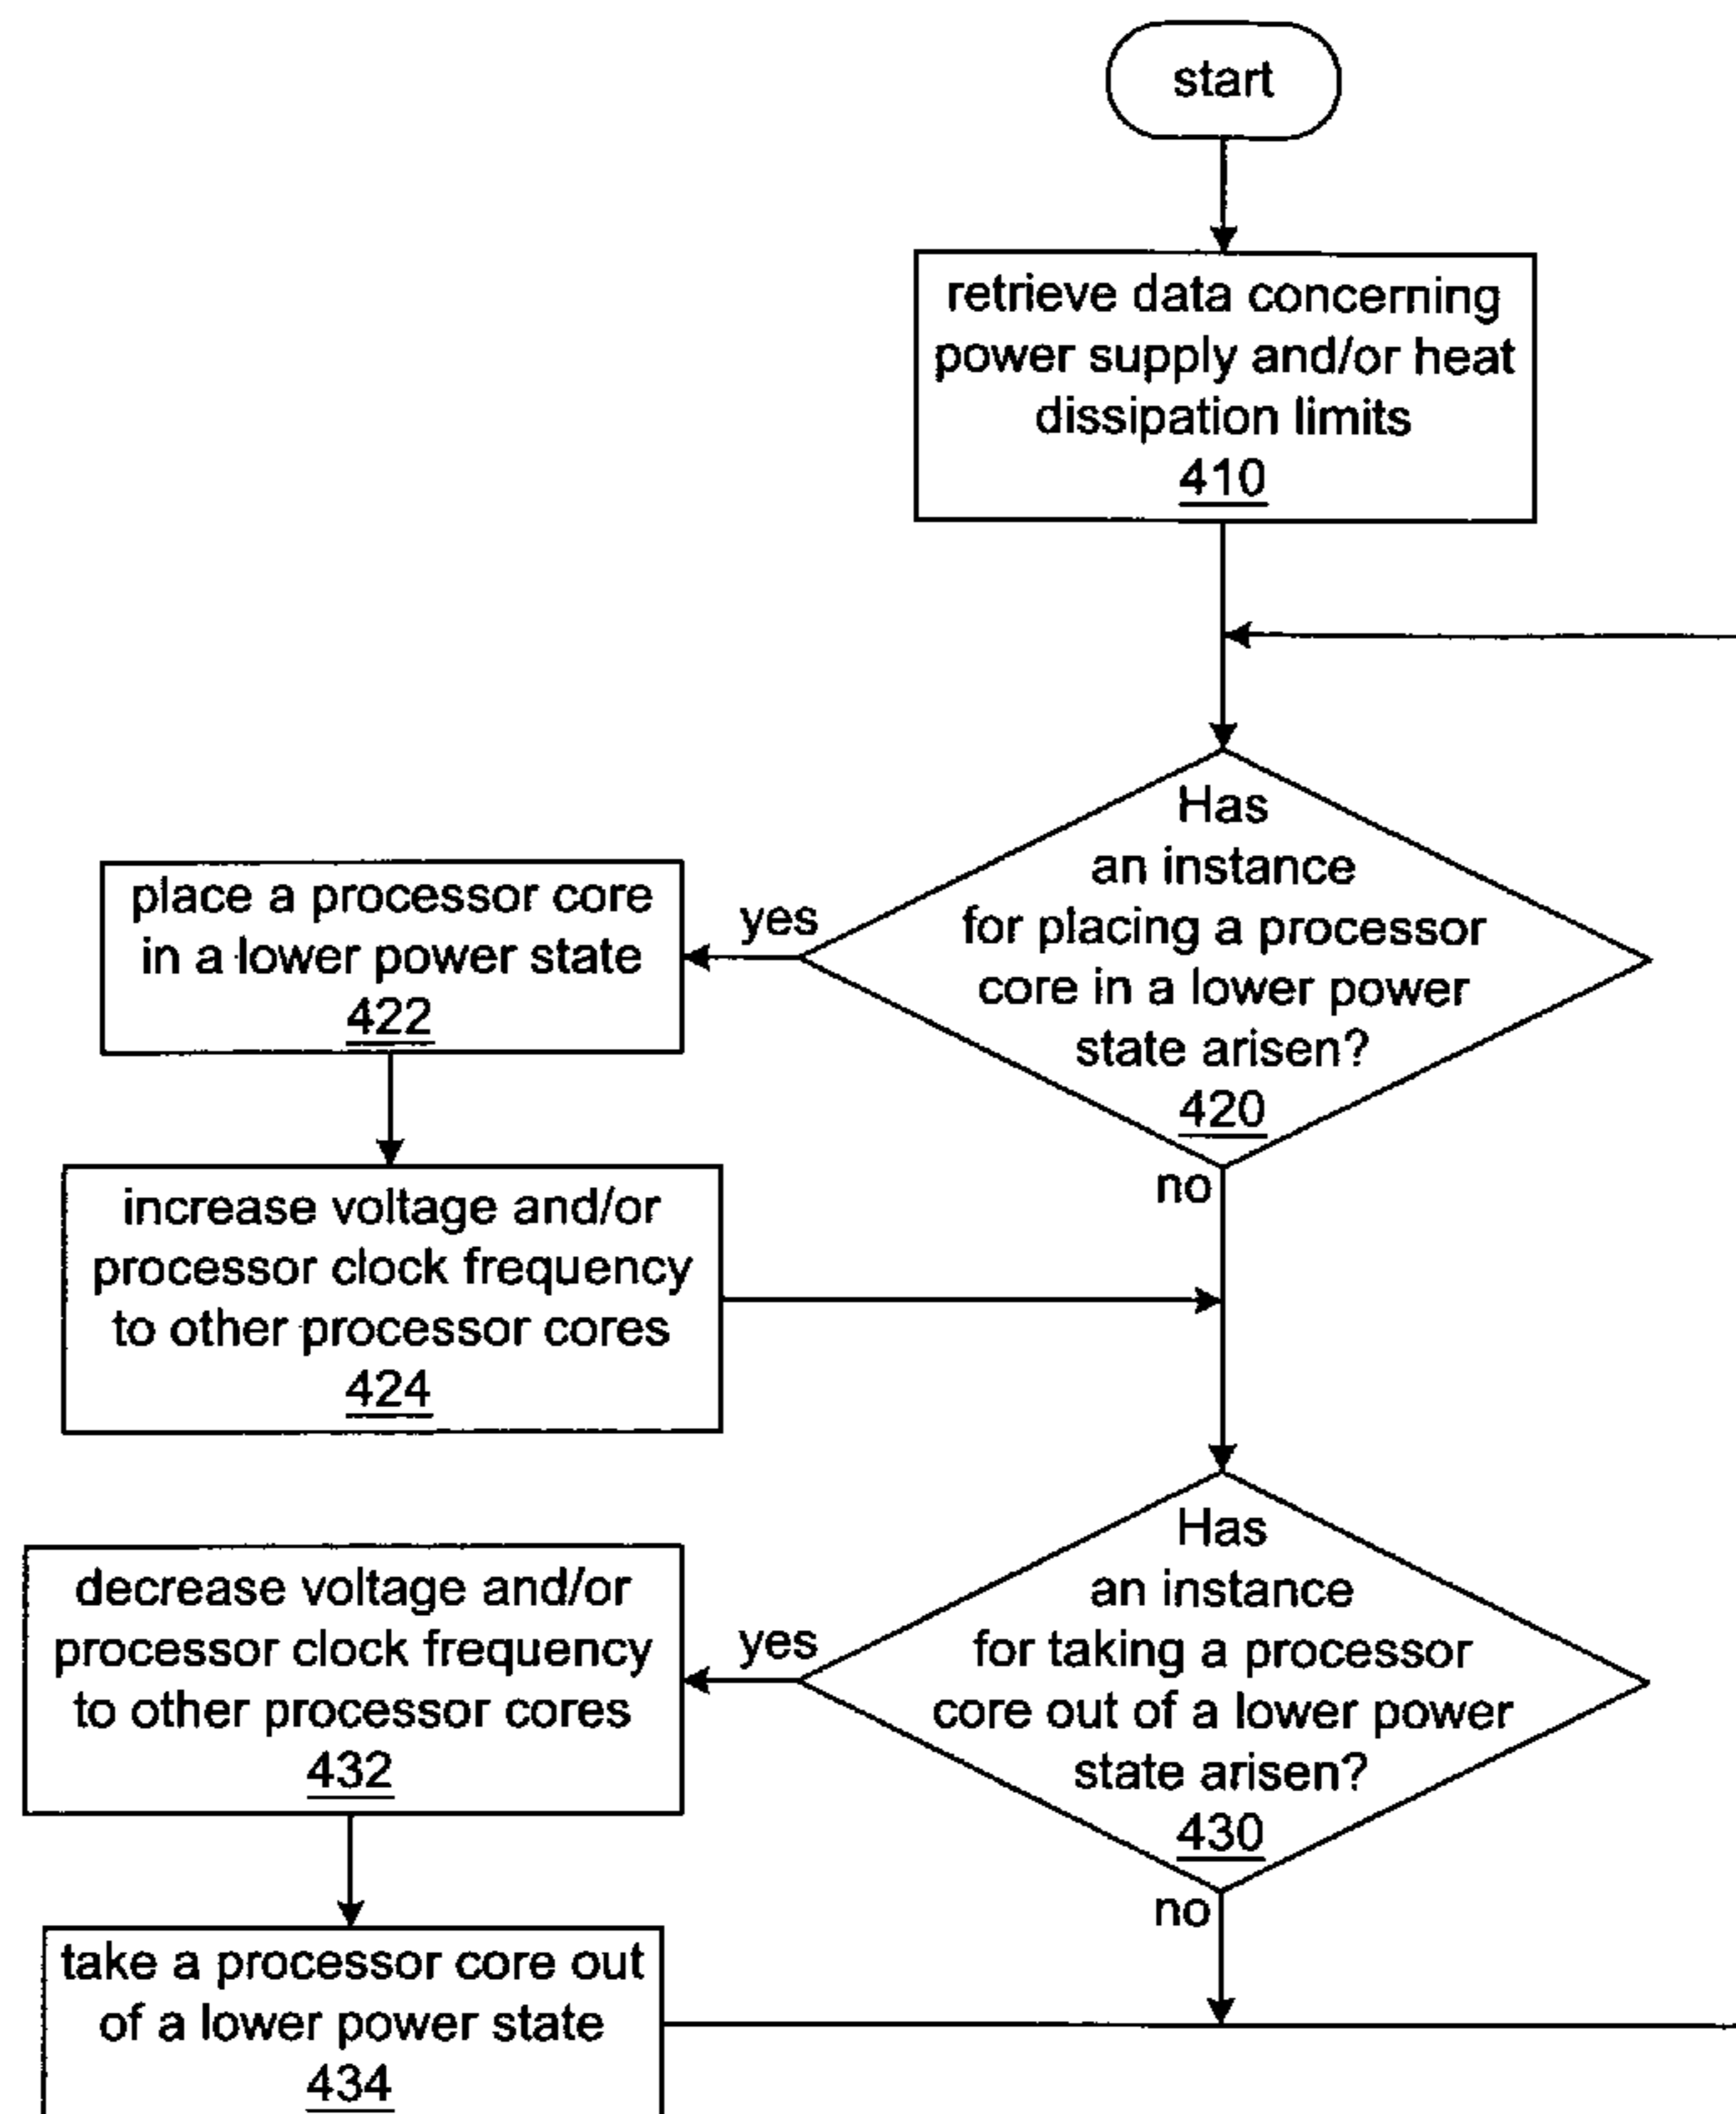 start
retrieve data concerning
power supply and/or heat
dissipation limits
410
Has
an instance
for placing a processor
core in a lower power
state arisen?
420
yes
no
place a processor core
in a lower power state
422
increase voltage and/or
processor clock frequency
to other processor cores
424
Has
an instance
for taking a processor
core out of a lower power
state arisen?
430
yes
no
decrease voltage and/or
processor clock frequency
to other processor cores
432
take a processor core out
of a lower power state
434